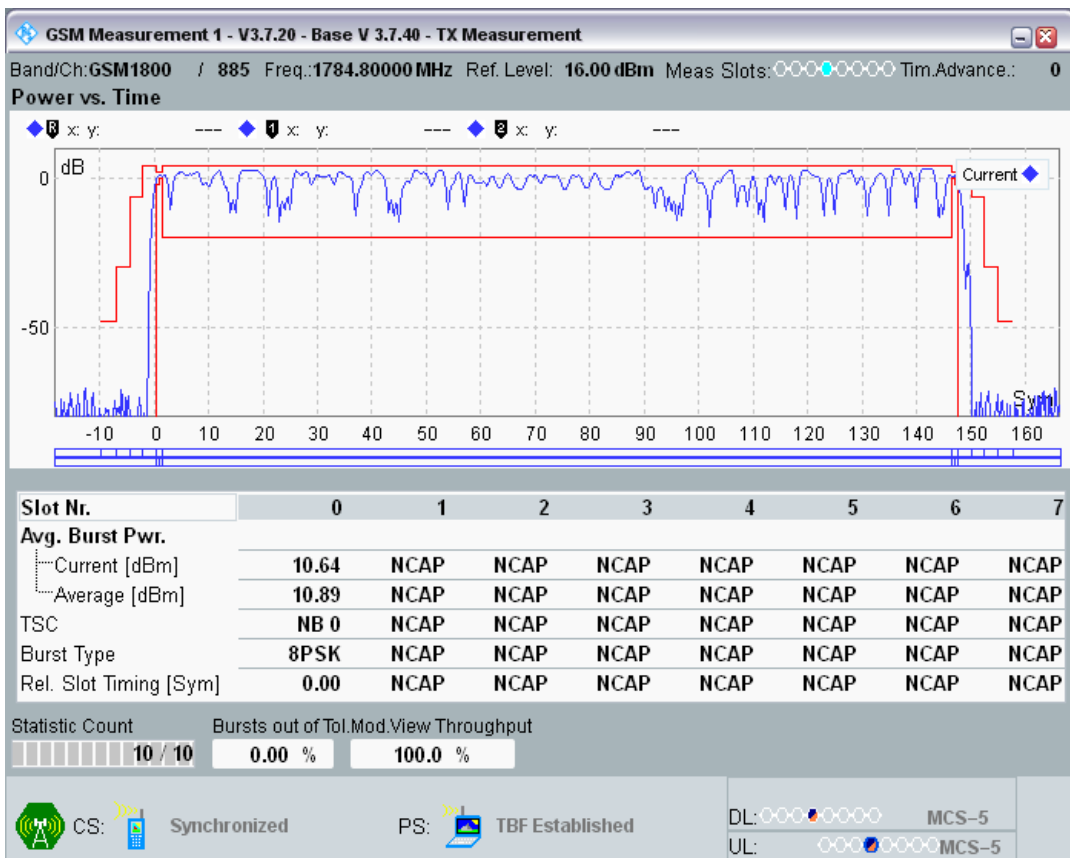 GSM Measurement 1 - V3.7.20 - Base V 3.7.40 - TX Measurement
Band/Ch:GSM1800 / 885 Freq.:1784.80000 MHz Ref. Level: 16.00 dBm Meas Slots: Tim.Advance.: 0
Power vs. Time
R x: y: --- 1 x: y: --- 2 x: y: ---
dB
Current
0
-50
Sym
-10 0 10 20 30 40 50 60 70 80 90 100 110 120 130 140 150 160
Slot Nr. 0 1 2 3 4 5 6 7
Avg. Burst Pwr.
Current [dBm] 10.64 NCAP NCAP NCAP NCAP NCAP NCAP NCAP
Average [dBm] 10.89 NCAP NCAP NCAP NCAP NCAP NCAP NCAP
TSC NB 0 NCAP NCAP NCAP NCAP NCAP NCAP NCAP
Burst Type 8PSK NCAP NCAP NCAP NCAP NCAP NCAP NCAP
Rel. Slot Timing [Sym] 0.00 NCAP NCAP NCAP NCAP NCAP NCAP NCAP
Statistic Count Bursts out of Tol.Mod.View Throughput
10 / 10 0.00 % 100.0 %
CS: Synchronized PS: TBF Established DL: MCS-5
UL: MCS-5